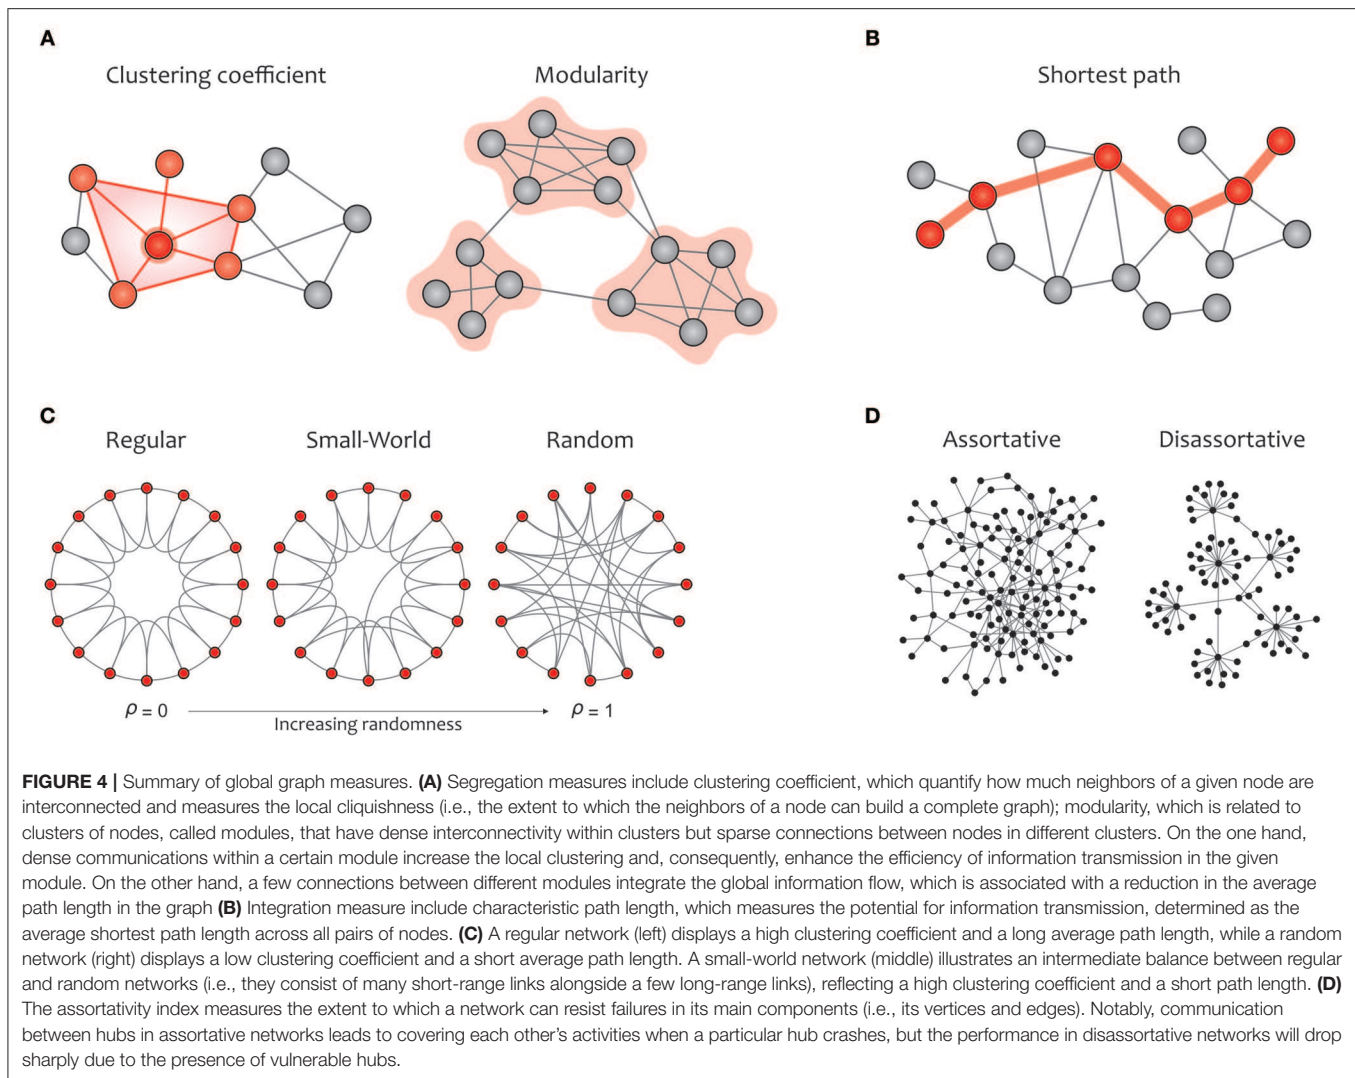 A
Clustering coefficient
Modularity
B
Shortest path
C
Regular
Small-World
Random
ρ = 0
Increasing randomness
ρ = 1
D
Assortative
Disassortative
FIGURE 4 | Summary of global graph measures. (A) Segregation measures include clustering coefficient, which quantify how much neighbors of a given node are
interconnected and measures the local cliquishness (i.e., the extent to which the neighbors of a node can build a complete graph); modularity, which is related to
clusters of nodes, called modules, that have dense interconnectivity within clusters but sparse connections between nodes in different clusters. On the one hand,
dense communications within a certain module increase the local clustering and, consequently, enhance the efficiency of information transmission in the given
module. On the other hand, a few connections between different modules integrate the global information flow, which is associated with a reduction in the average
path length in the graph (B) Integration measure include characteristic path length, which measures the potential for information transmission, determined as the
average shortest path length across all pairs of nodes. (C) A regular network (left) displays a high clustering coefficient and a long average path length, while a random
network (right) displays a low clustering coefficient and a short average path length. A small-world network (middle) illustrates an intermediate balance between regular
and random networks (i.e., they consist of many short-range links alongside a few long-range links), reflecting a high clustering coefficient and a short path length. (D)
The assortativity index measures the extent to which a network can resist failures in its main components (i.e., its vertices and edges). Notably, communication
between hubs in assortative networks leads to covering each other's activities when a particular hub crashes, but the performance in disassortative networks will drop
sharply due to the presence of vulnerable hubs.